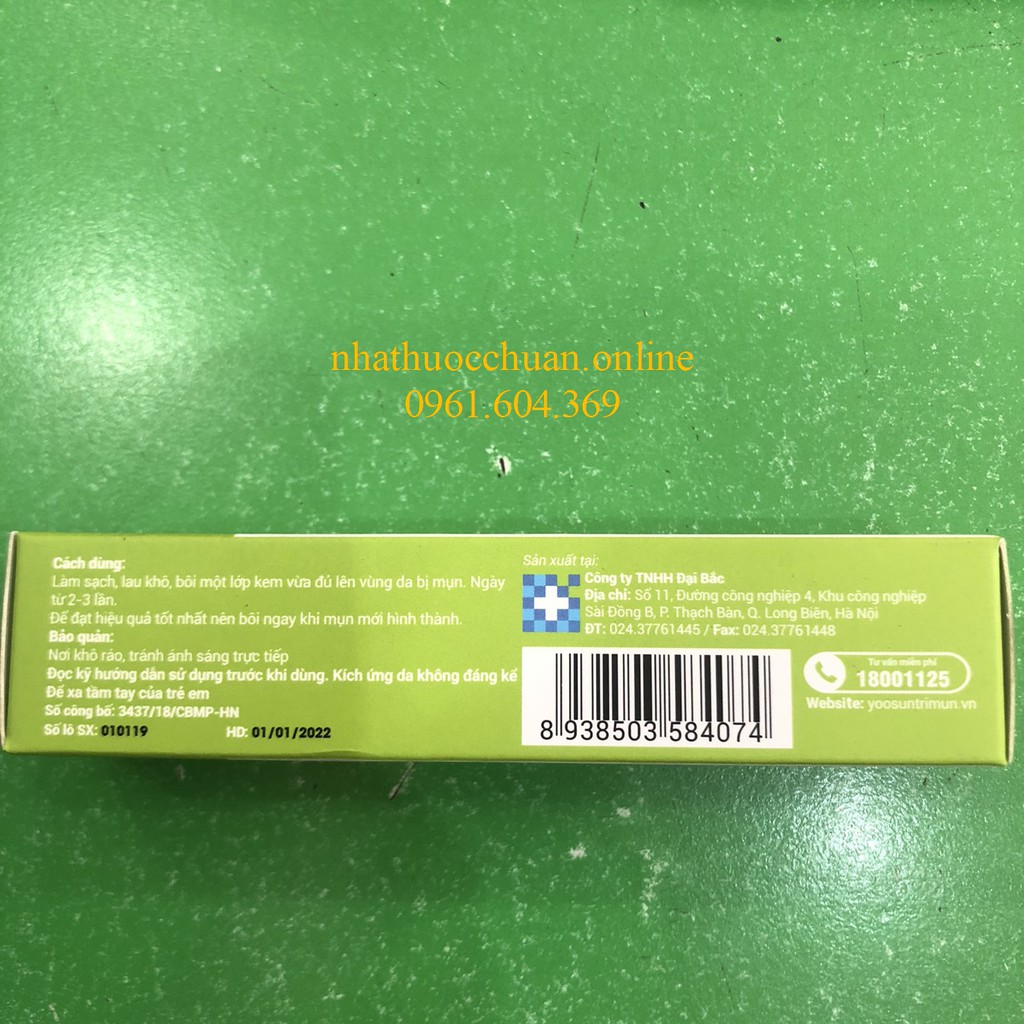 nhathuocchuan.online
0961.604.369
Cách dùng:
Làm sạch, lau khô, bôi một lớp kem vừa đủ lên vùng da bị mụn. Ngày
từ 2-3 lần.
Để đạt hiệu quả tốt nhất nên bôi ngay khi mụn mới hình thành.
Bảo quản:
Nơi khô ráo, tránh ánh sáng trực tiếp
Đọc kỹ hướng dẫn sử dụng trước khi dùng. Kích ứng da không đáng kể
Để xa tầm tay của trẻ em
Số công bố: 3437/18/CBMP-HN
Số lô SX: 010119 HD: 01/01/2022
Sản xuất tại:
Công ty TNHH Đại Bắc
Địa chỉ: Số 11, Đường công nghiệp 4, Khu công nghiệp
Sài Đồng B, P. Thạch Bàn, Q. Long Biên, Hà Nội
ĐT: 024.37761445 / Fax: 024.37761448
8 938503 584074
Tư vấn miễn phí
18001125
Website: yoosuntrimun.vn